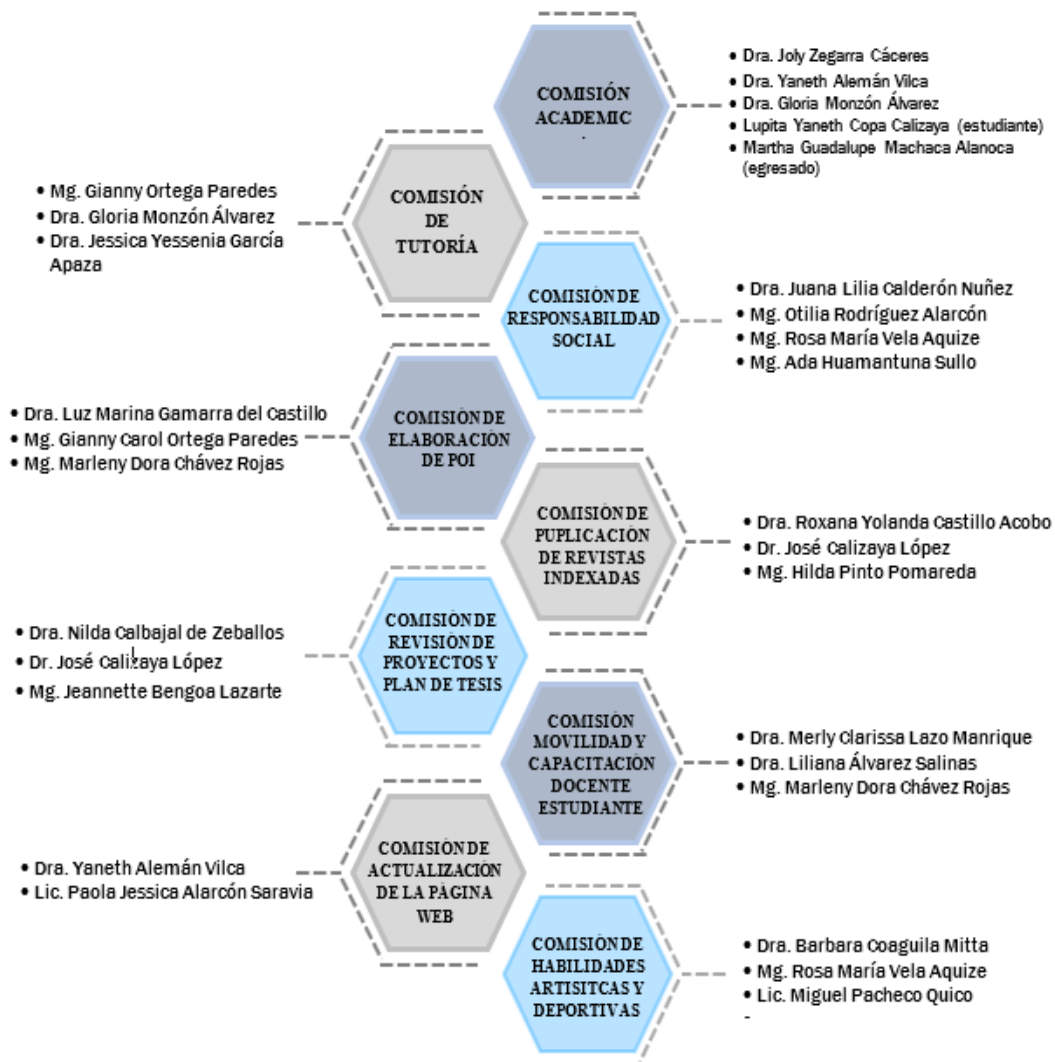 COMISIÓN
ACADEMIC
.
• Dra. Joly Zegarra Cáceres
• Dra. Yaneth Alemán Vilca
• Dra. Gloria Monzón Álvarez
• Lupita Yaneth Copa Calizaya (estudiante)
• Martha Guadalupe Machaca Alanoca
(egresado)
COMISIÓN
DE
TUTORÍA
• Mg. Gianny Ortega Paredes
• Dra. Gloria Monzón Álvarez
• Dra. Jessica Yessenia García
Apaza
COMISIÓN DE
RESPONSABILIDAD
SOCIAL
• Dra. Juana Lilia Calderón Nuñez
• Mg. Otilia Rodríguez Alarcón
• Mg. Rosa María Vela Aquize
• Mg. Ada Huamantuna Sullo
COMISIÓN DE
ELABORACIÓN
DE POI
• Dra. Luz Marina Gamarra del Castillo
• Mg. Gianny Carol Ortega Paredes
• Mg. Marleny Dora Chávez Rojas
COMISIÓN DE
PUPLICACIÓN
DE REVISTAS
INDEXADAS
• Dra. Roxana Yolanda Castillo Acobo
• Dr. José Calizaya López
• Mg. Hilda Pinto Pomareda
COMISIÓN DE
REVISIÓN DE
PROYECTOS Y
PLAN DE TESIS
• Dra. Nilda Calbajal de Zeballos
• Dr. José Calizaya López
• Mg. Jeannette Bengoa Lazarte
COMISIÓN
MOVILIDAD Y
CAPACITACIÓN
DOCENTE
ESTUDIANTE
• Dra. Merly Clarissa Lazo Manrique
• Dra. Liliana Álvarez Salinas
• Mg. Marleny Dora Chávez Rojas
COMISIÓN DE
ACTUALIZACIÓN
DE LA PÁGINA
WEB
• Dra. Yaneth Alemán Vilca
• Lic. Paola Jessica Alarcón Saravia
COMISIÓN DE
HABILIDADES
ARTISITCAS Y
DEPORTIVAS
• Dra. Barbara Coaguila Mitta
• Mg. Rosa María Vela Aquize
• Lic. Miguel Pacheco Quico
-